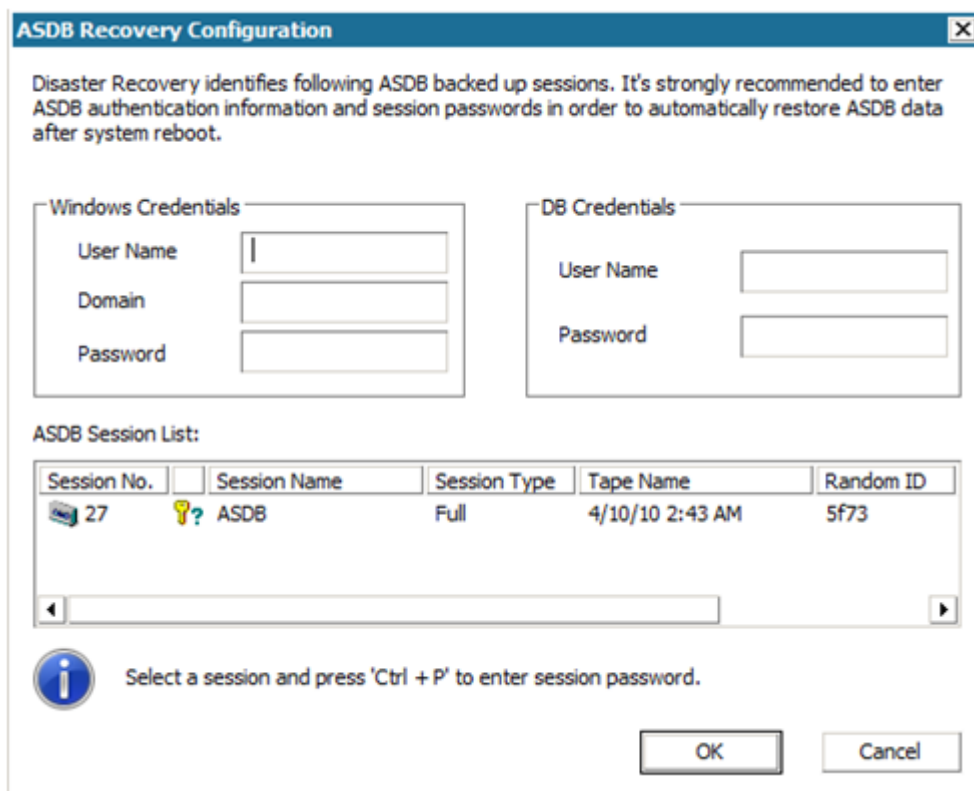 ASDB Recovery Configuration
Disaster Recovery identifies following ASDB backed up sessions. It's strongly recommended to enter
ASDB authentication information and session passwords in order to automatically restore ASDB data
after system reboot.
Windows Credentials
User Name
Domain
Password
DB Credentials
User Name
Password
ASDB Session List:
Session No. Session Name Session Type Tape Name Random ID
27 ASDB Full 4/10/10 2:43 AM 5f73
Select a session and press 'Ctrl + P' to enter session password.
OK Cancel